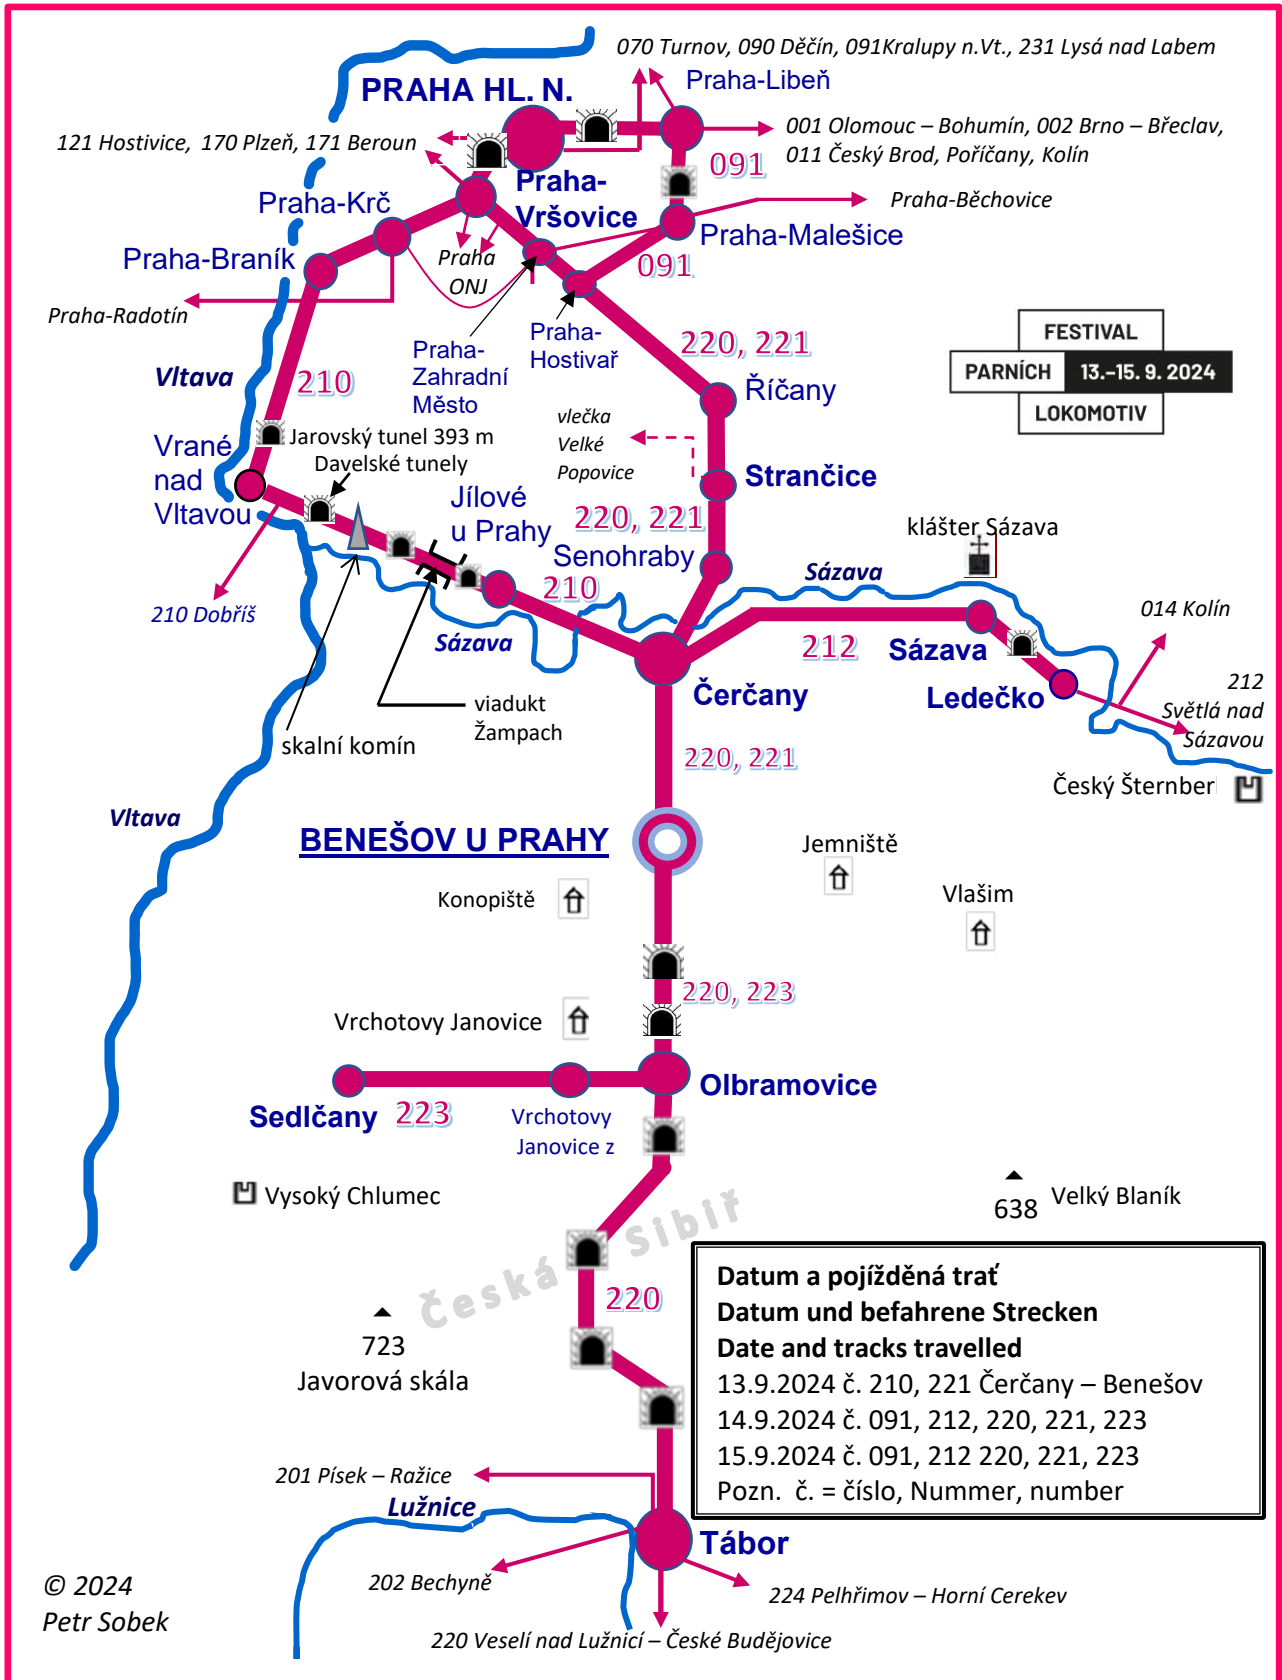 070 Turnov, 090 Děčín, 091Kralupy n.Vt., 231 Lysá nad Labem
PRAHA HL. N.
Praha-Libeň
121 Hostivice, 170 Plzeň, 171 Beroun
001 Olomouc – Bohumín, 002 Brno – Břeclav,
011 Český Brod, Poříčany, Kolín
091
Praha-
Vršovice
Praha-Krč
Praha-Běchovice
Praha-Malešice
Praha-Braník
Praha
ONJ
091
Praha-Radotín
Praha-
Hostivař
Praha-
Zahradní
Město
220, 221
FESTIVAL
PARNÍCH 13.–15. 9. 2024
LOKOMOTIV
Vltava
210
Říčany
vlečka
Velké
Popovice
Jarovský tunel 393 m
Davelské tunely
Vrané
nad
Vltavou
Strančice
Jílové
u Prahy
220, 221
klášter Sázava
Senohraby
Sázava
210
210 Dobříš
014 Kolín
Sázava
212
Sázava
Čerčany
Ledečko
212
Světlá nad
Sázavou
viadukt
Žampach
skalní komín
220, 221
Český Šternber
Vltava
BENEŠOV U PRAHY
Jemniště
Konopiště
Vlašim
220, 223
Vrchotovy Janovice
Olbramovice
Sedlčany
223
Vrchotovy
Janovice z
Vysoký Chlumec
638
Velký Blaník
Česká Sibiř
220
723
Javorová skála
Datum a pojížděná trať
Datum und befahrene Strecken
Date and tracks travelled
13.9.2024 č. 210, 221 Čerčany – Benešov
14.9.2024 č. 091, 212, 220, 221, 223
15.9.2024 č. 091, 212 220, 221, 223
Pozn. č. = číslo, Nummer, number
201 Písek – Ražice
Lužnice
Tábor
202 Bechyně
224 Pelhřimov – Horní Cerekev
220 Veselí nad Lužnicí – České Budějovice
© 2024
Petr Sobek